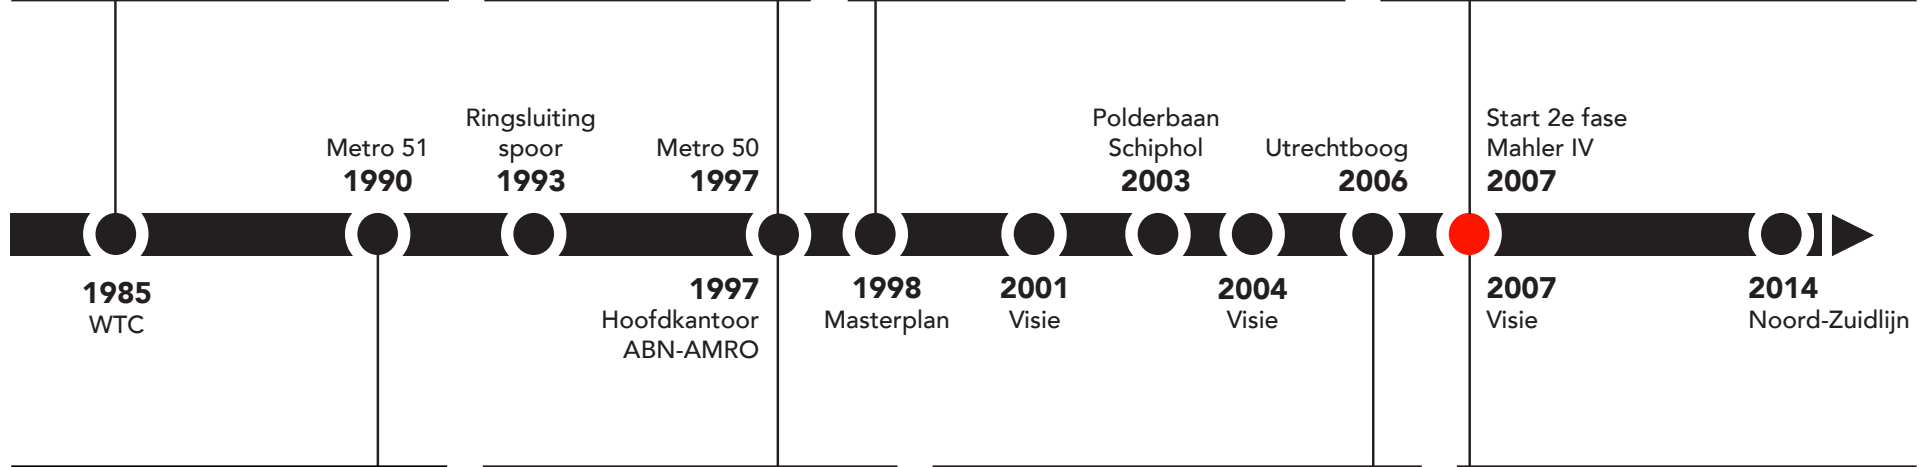 Metro 51
1990
Ringsluiting
spoor
1993
Metro 50
1997
Polderbaan
Schiphol
2003
Utrechtboog
2006
Start 2e fase
Mahler IV
2007
1985
WTC
1997
Hoofdkantoor
ABN-AMRO
1998
Masterplan
2001
Visie
2004
Visie
2007
Visie
2014
Noord-Zuidlijn